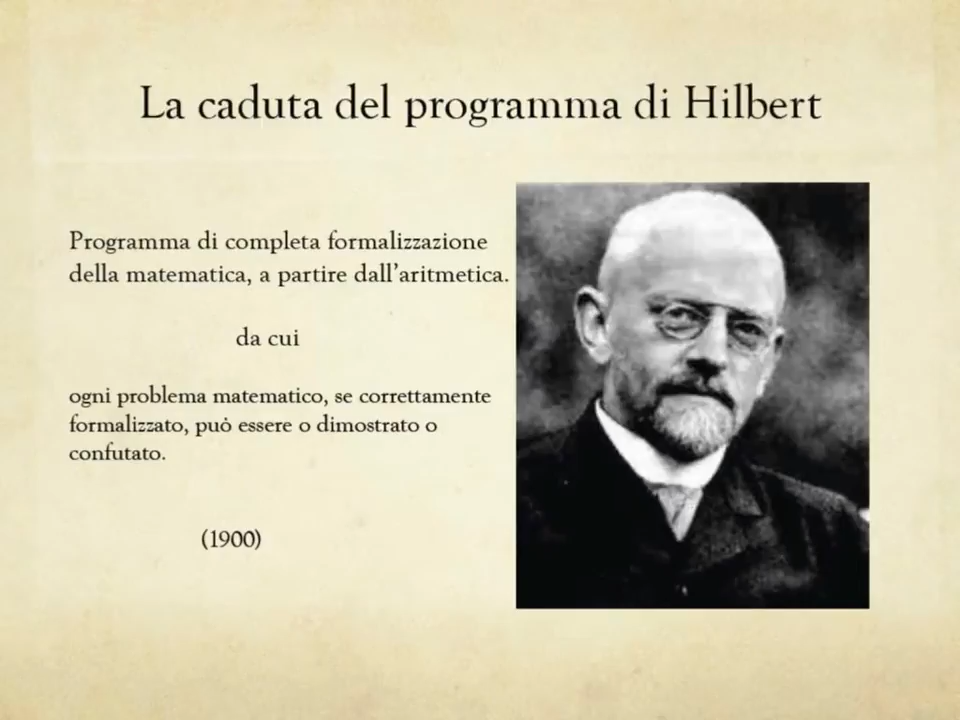 La caduta del programma di Hilbert
Programma di completa formalizzazione
della matematica, a partire dall’aritmetica.
da cui
ogni problema matematico, se correttamente
formalizzato, può essere o dimostrato o
confutato.
(1900)